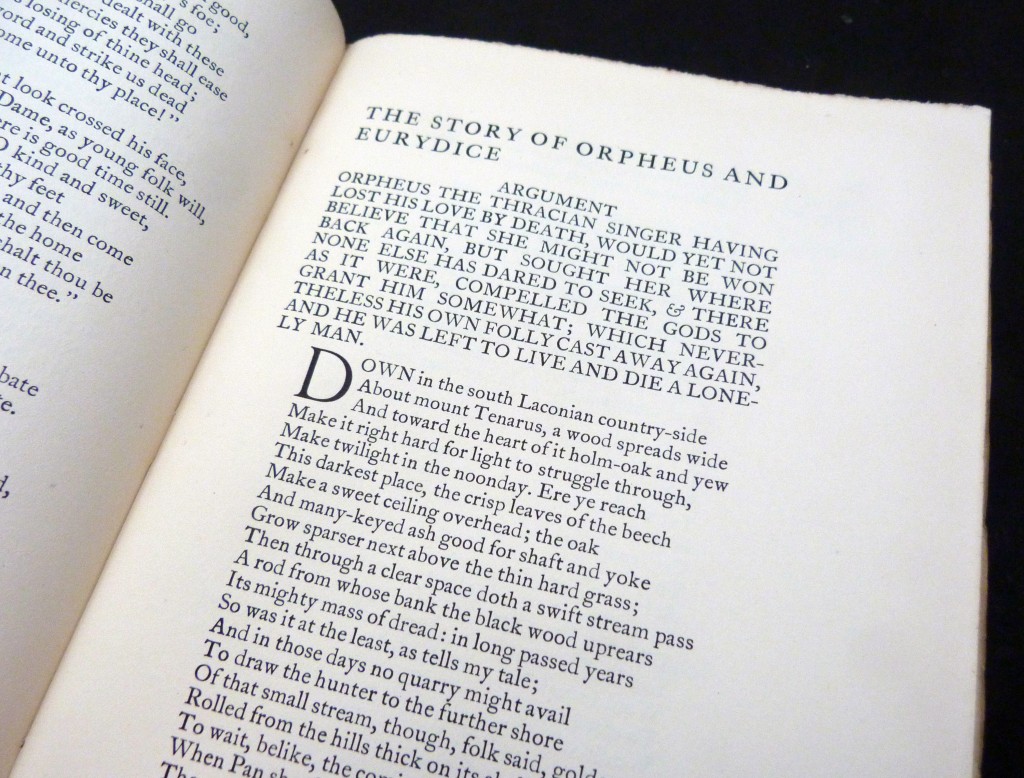 good,
s foe;
shall go
dealt with these
mercies they shall ease
losing of thine head;
ord and strike us dead
ome unto thy place!"
t look crossed his face,
Dame, as young folk will,
re is good time still.
O kind and sweet,
thy feet
and then come
the home
shalt thou be
n thee."
bate
e.
d,
THE STORY OF ORPHEUS AND
EURYDICE
ARGUMENT
ORPHEUS THE THRACIAN SINGER HAVING
LOST HIS LOVE BY DEATH, WOULD YET NOT
BELIEVE THAT SHE MIGHT NOT BE WON
BACK AGAIN, BUT SOUGHT HER WHERE
NONE ELSE HAS DARED TO SEEK, & THERE
AS IT WERE, COMPELLED THE GODS TO
GRANT HIM SOMEWHAT; WHICH NEVER-
THELESS HIS OWN FOLLY CAST AWAY AGAIN,
AND HE WAS LEFT TO LIVE AND DIE A LONE-
LY MAN.
DOWN in the south Laconian country-side
About mount Tenarus, a wood spreads wide
And toward the heart of it holm-oak and yew
Make it right hard for light to struggle through,
Make twilight in the noonday. Ere ye reach
This darkest place, the crisp leaves of the beech
Make a sweet ceiling overhead; the oak
And many-keyed ash good for shaft and yoke
Grow sparser next above the thin hard grass;
Then through a clear space doth a swift stream pass
A rod from whose bank the black wood uprears
Its mighty mass of dread: in long passed years
So was it at the least, as tells my tale;
And in those days no quarry might avail
To draw the hunter to the further shore
Of that small stream, though, folk said, gold
Rolled from the hills thick on its
To wait, belike, the
When Pan